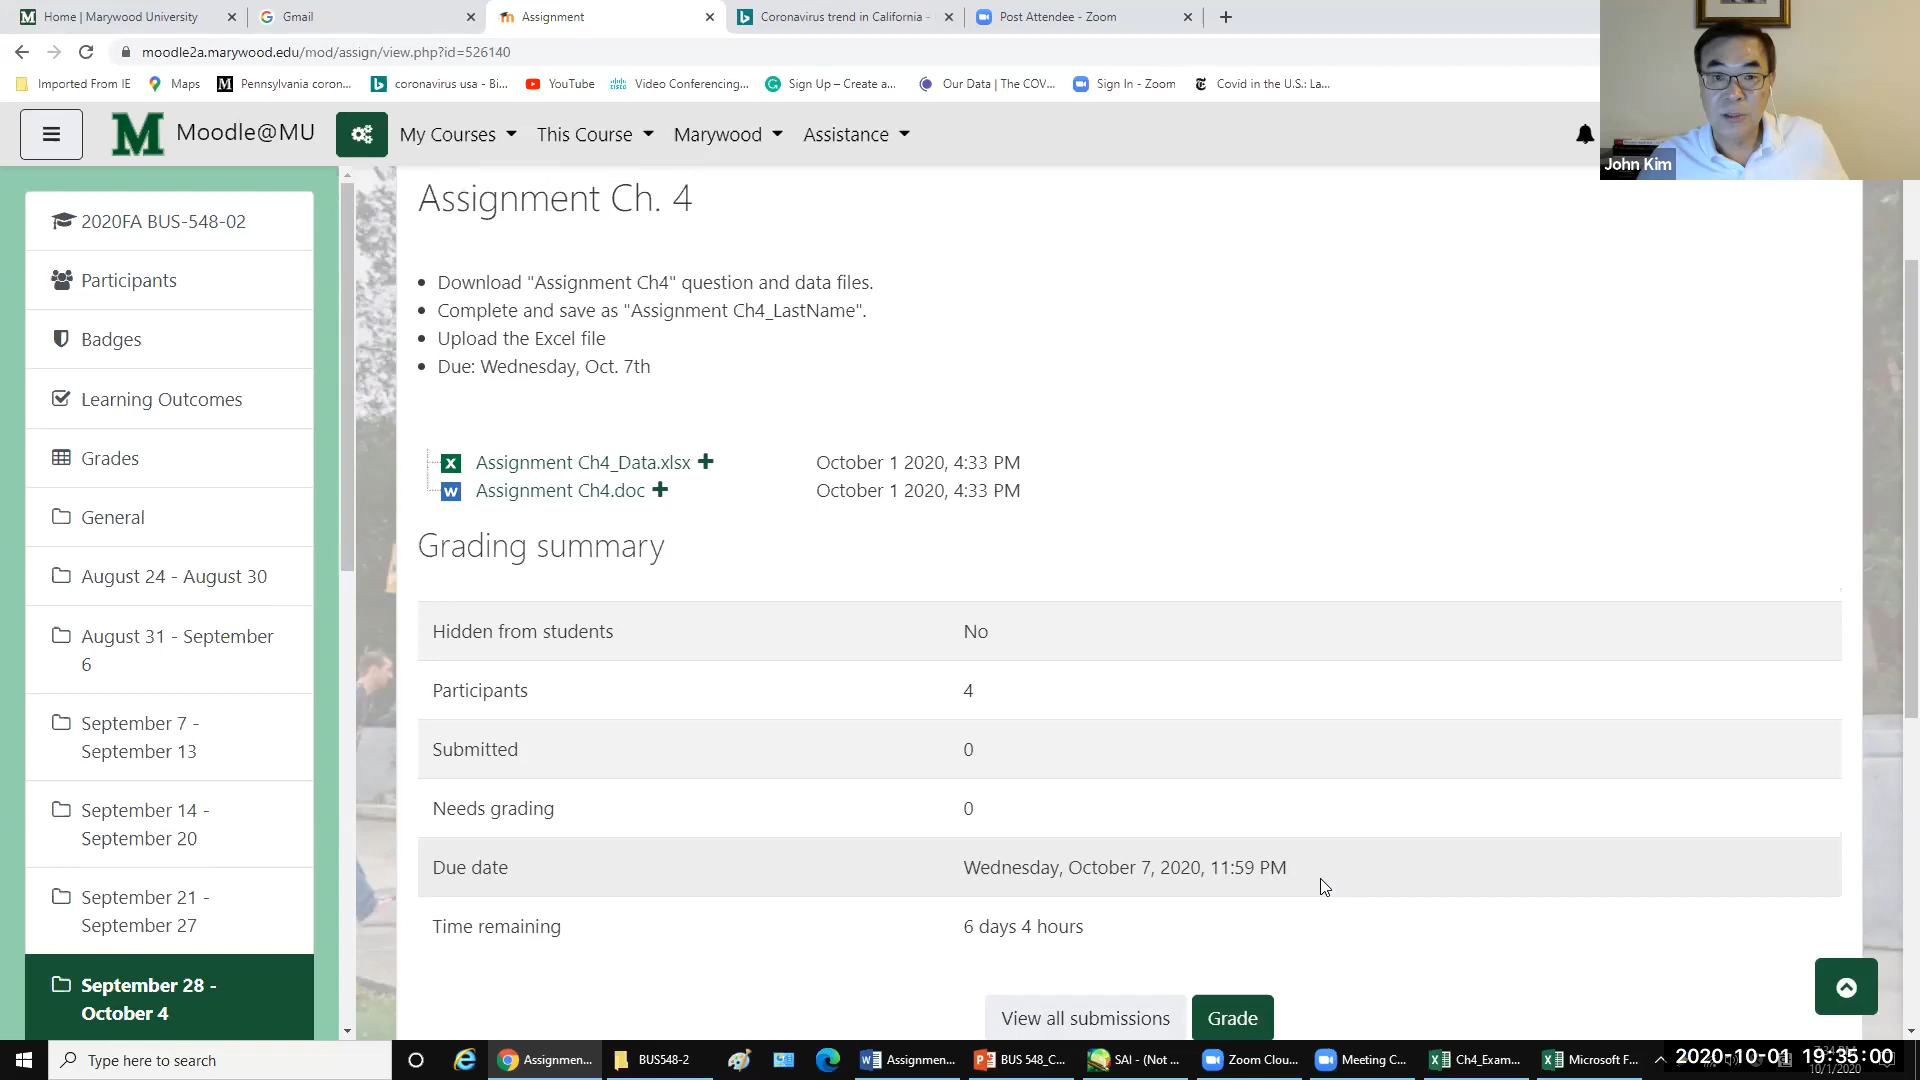 Home | Marywood University
Gmail
Assignment
Coronavirus trend in California -
Post Attendee - Zoom
moodle2a.marywood.edu/mod/assign/view.php?id=526140
Imported From IE
Maps
Pennsylvania coron...
coronavirus usa - Bi...
YouTube
Video Conferencing...
Sign Up – Create a...
Our Data | The COV...
Sign In - Zoom
Covid in the U.S.: La...
John Kim
M Moodle@MU
My Courses
This Course
Marywood
Assistance
2020FA BUS-548-02
Participants
Badges
Learning Outcomes
Grades
General
August 24 - August 30
August 31 - September
6
September 7 -
September 13
September 14 -
September 20
September 21 -
September 27
September 28 -
October 4
Assignment Ch. 4
Download "Assignment Ch4" question and data files.
Complete and save as "Assignment Ch4_LastName".
Upload the Excel file
Due: Wednesday, Oct. 7th
Assignment Ch4_Data.xlsx October 1 2020, 4:33 PM
Assignment Ch4.doc October 1 2020, 4:33 PM
Grading summary
Hidden from students No
Participants 4
Submitted 0
Needs grading 0
Due date Wednesday, October 7, 2020, 11:59 PM
Time remaining 6 days 4 hours
View all submissions
Grade
Type here to search
Assignmen...
BUS548-2
Assignmen...
BUS 548_C...
SAI - (Not ...
Zoom Clou...
Meeting C...
Ch4_Exam...
Microsoft F...
2020-10-01 19:35:00
10/1/2020